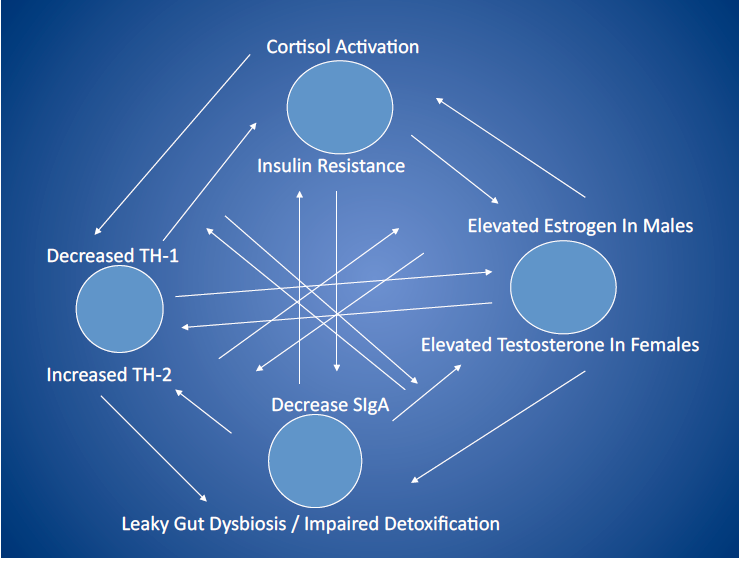 Cortisol Activation
Insulin Resistance
Elevated Estrogen In Males
Decreased TH-1
Elevated Testosterone In Females
Increased TH-2
Decrease SIgA
Leaky Gut Dysbiosis / Impaired Detoxification